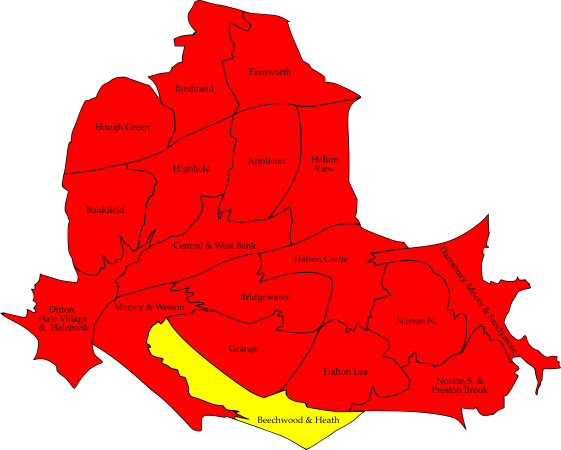 Farnworth
Birchfield
Hough Green
Highfield
Appleton
Halton
View
Bankfield
Central & West Bank
Halton Castle
Daresbury, Moore & Sandymoor
Ditton,
Hale Village
& Halebank
Mersey & Weston
Bridgewater
Norton N.
Grange
Halton Lea
Norton S. &
Preston Brook
Beechwood & Heath